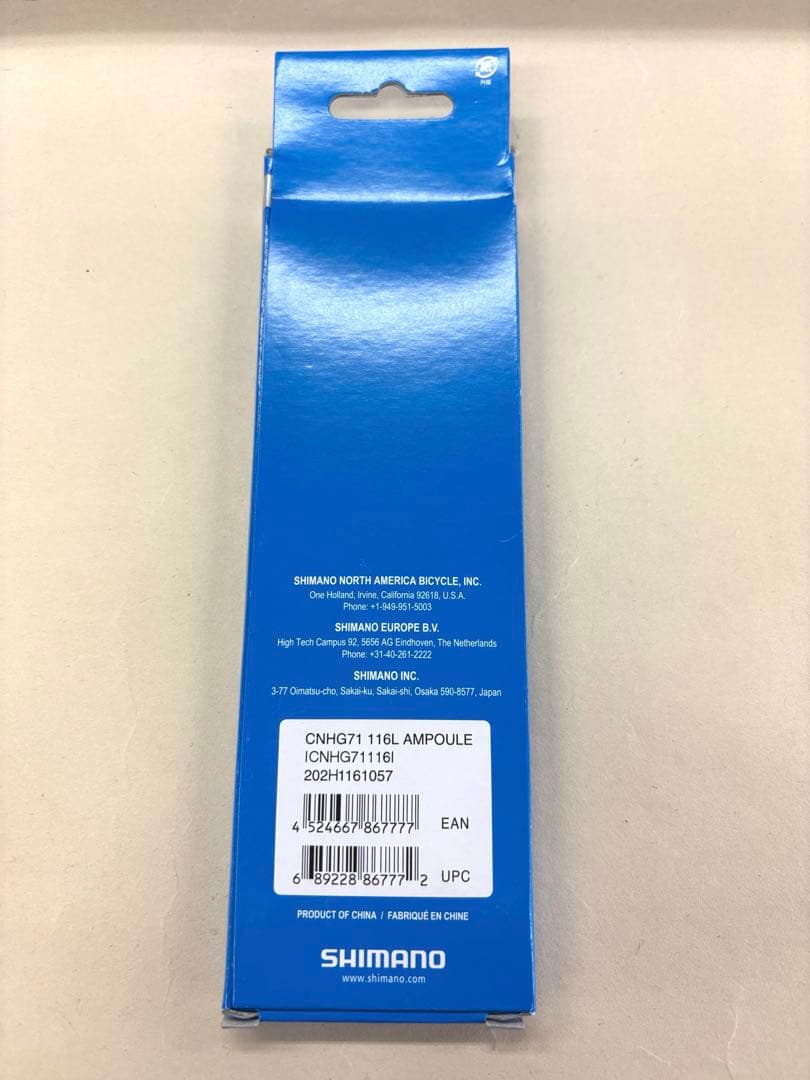 紙
外箱
SHIMANO NORTH AMERICA BICYCLE, INC.
One Holland, Irvine, California 92618, U.S.A.
Phone: +1-949-951-5003
SHIMANO EUROPE B.V.
High Tech Campus 92, 5656 AG Eindhoven, The Netherlands
Phone: +31-40-261-2222
SHIMANO INC.
3-77 Oimatsu-cho, Sakai-ku, Sakai-shi, Osaka 590-8577, Japan
CNHG71 116L AMPOULE
ICNHG71116I
202H1161057
4 524667 867777 EAN
6 89228 86777 2 UPC
PRODUCT OF CHINA / FABRIQUÉ EN CHINE
SHIMANO
www.shimano.com